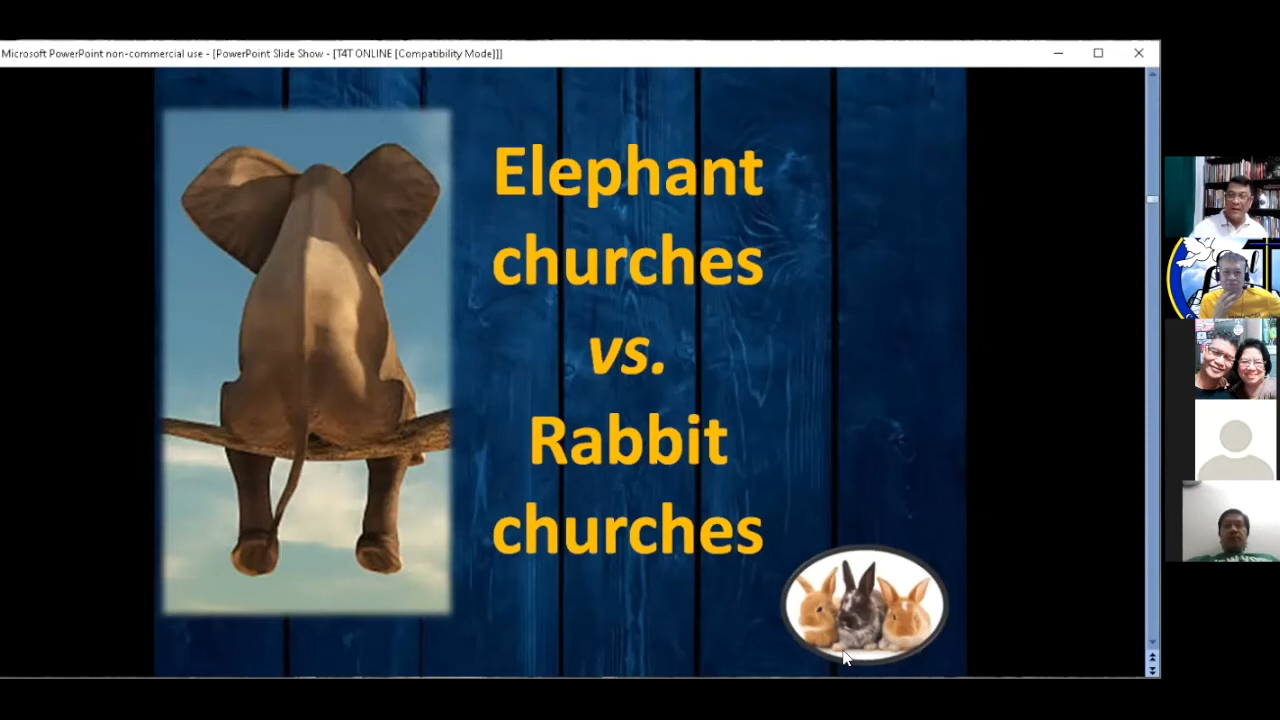 Microsoft PowerPoint non-commercial use - [PowerPoint Slide Show - [T4T ONLINE [Compatibility Mode]]]
Elephant
churches
vs.
Rabbit
churches